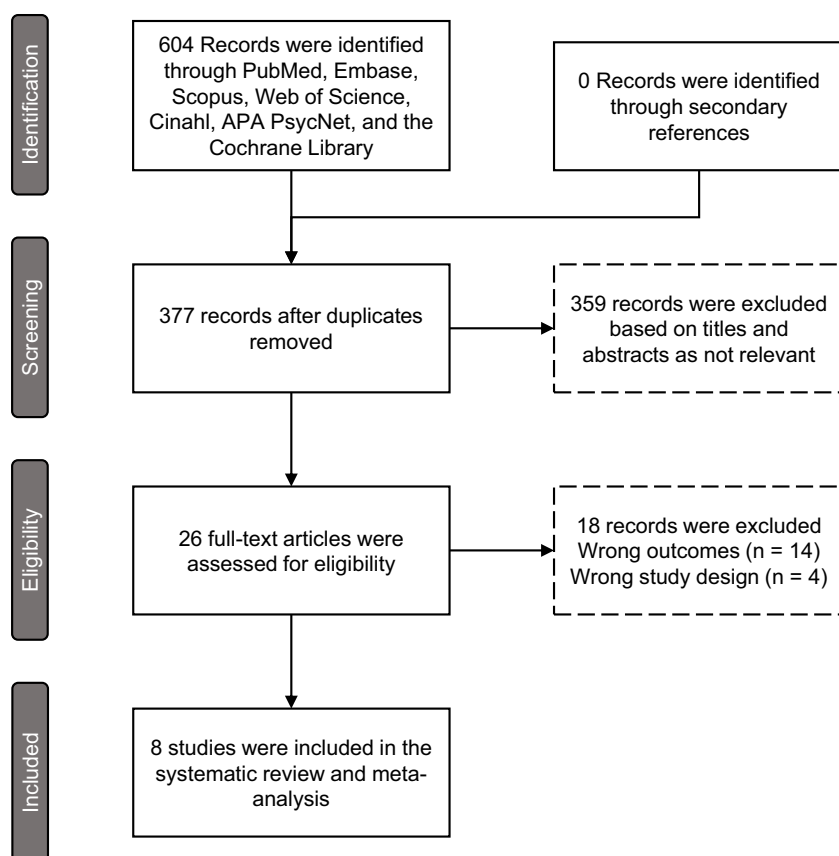 Identification
604 Records were identified
through PubMed, Embase,
Scopus, Web of Science,
Cinahl, APA PsycNet, and the
Cochrane Library
0 Records were identified
through secondary
references
Screening
377 records after duplicates
removed
359 records were excluded
based on titles and
abstracts as not relevant
Eligibility
26 full-text articles were
assessed for eligibility
18 records were excluded
Wrong outcomes (n = 14)
Wrong study design (n = 4)
Included
8 studies were included in the
systematic review and meta-
analysis